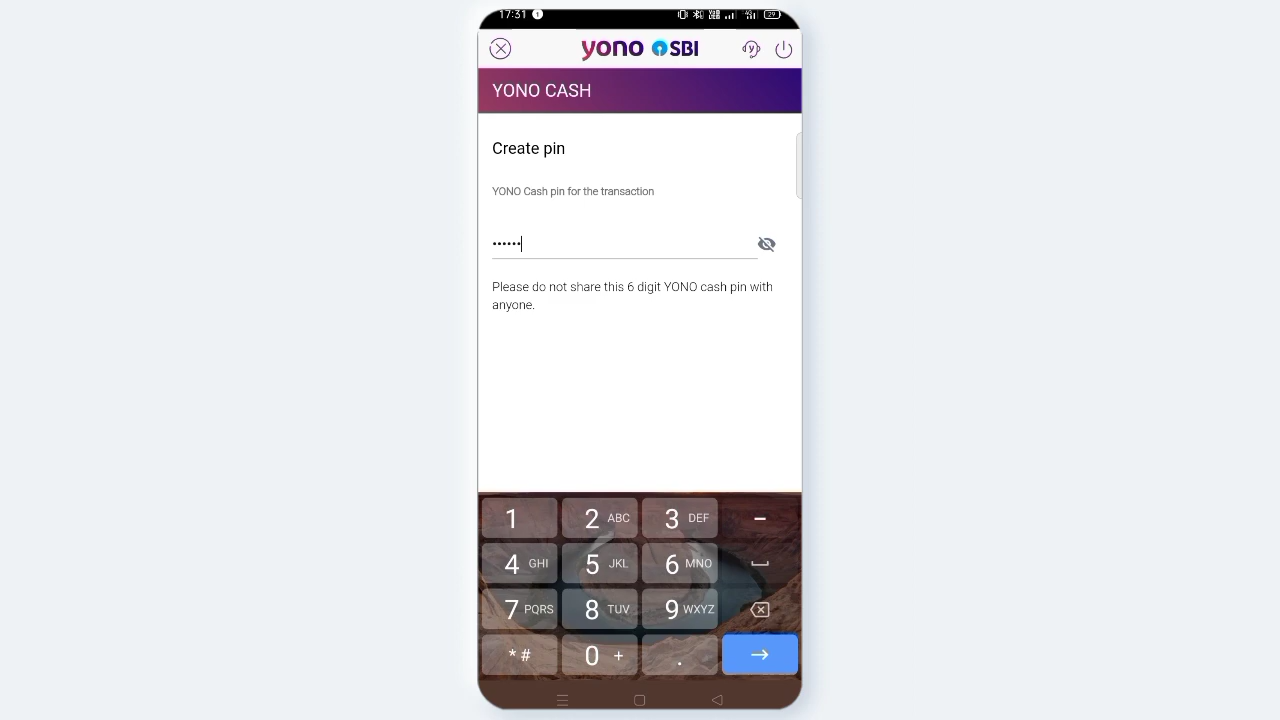 17:31
29
yono SBI
YONO CASH
Create pin
YONO Cash pin for the transaction
••••••
Please do not share this 6 digit YONO cash pin with
anyone.
1 2 ABC 3 DEF −
4 GHI 5 JKL 6 MNO
7 PQRS 8 TUV 9 WXYZ
* # 0 + .